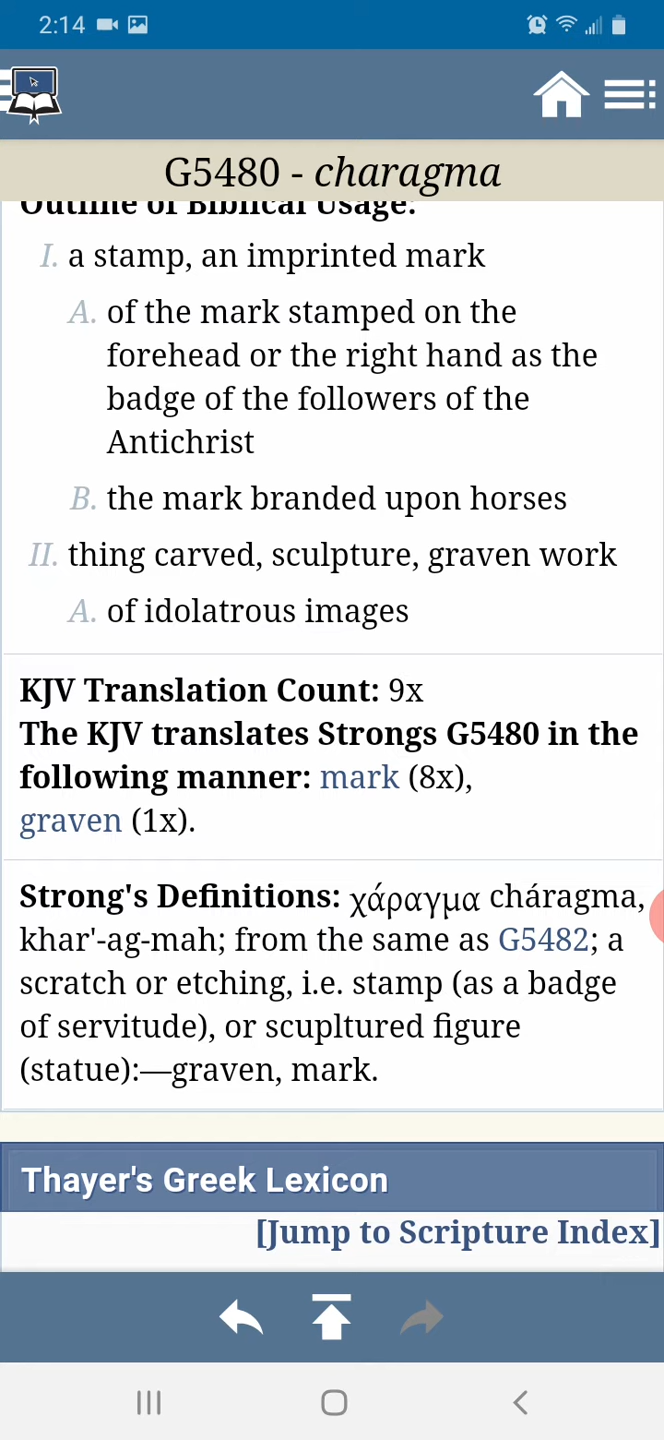 2:14
G5480 - charagma
Outline of Biblical Usage:
I. a stamp, an imprinted mark
A. of the mark stamped on the
forehead or the right hand as the
badge of the followers of the
Antichrist
B. the mark branded upon horses
II. thing carved, sculpture, graven work
A. of idolatrous images
KJV Translation Count: 9x
The KJV translates Strongs G5480 in the
following manner: mark (8x),
graven (1x).
Strong's Definitions: χάραγμα cháragma,
khar'-ag-mah; from the same as G5482; a
scratch or etching, i.e. stamp (as a badge
of servitude), or scupltured figure
(statue):—graven, mark.
Thayer's Greek Lexicon
[Jump to Scripture Index]